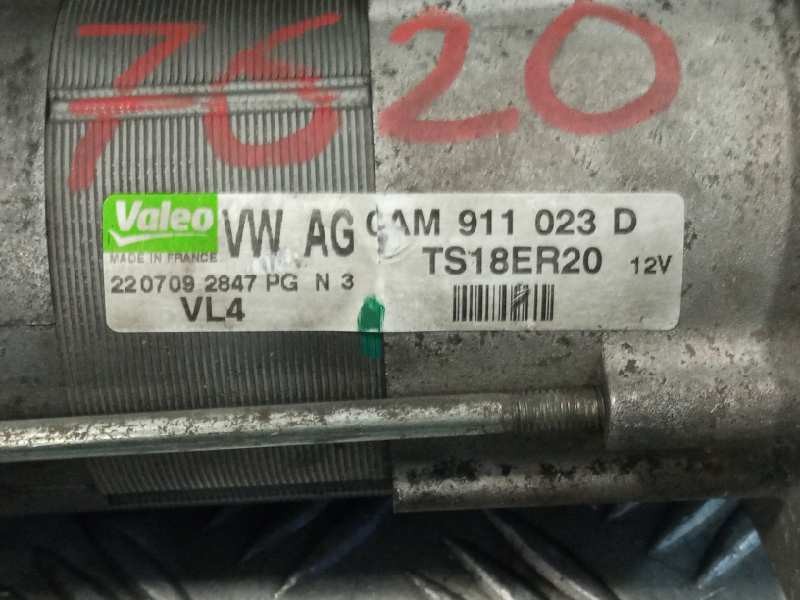 7620
Valeo VW AG 0AM 911 023 D
MADE IN FRANCE TS18ER20 12V
220709 2847 PG N 3
VL4